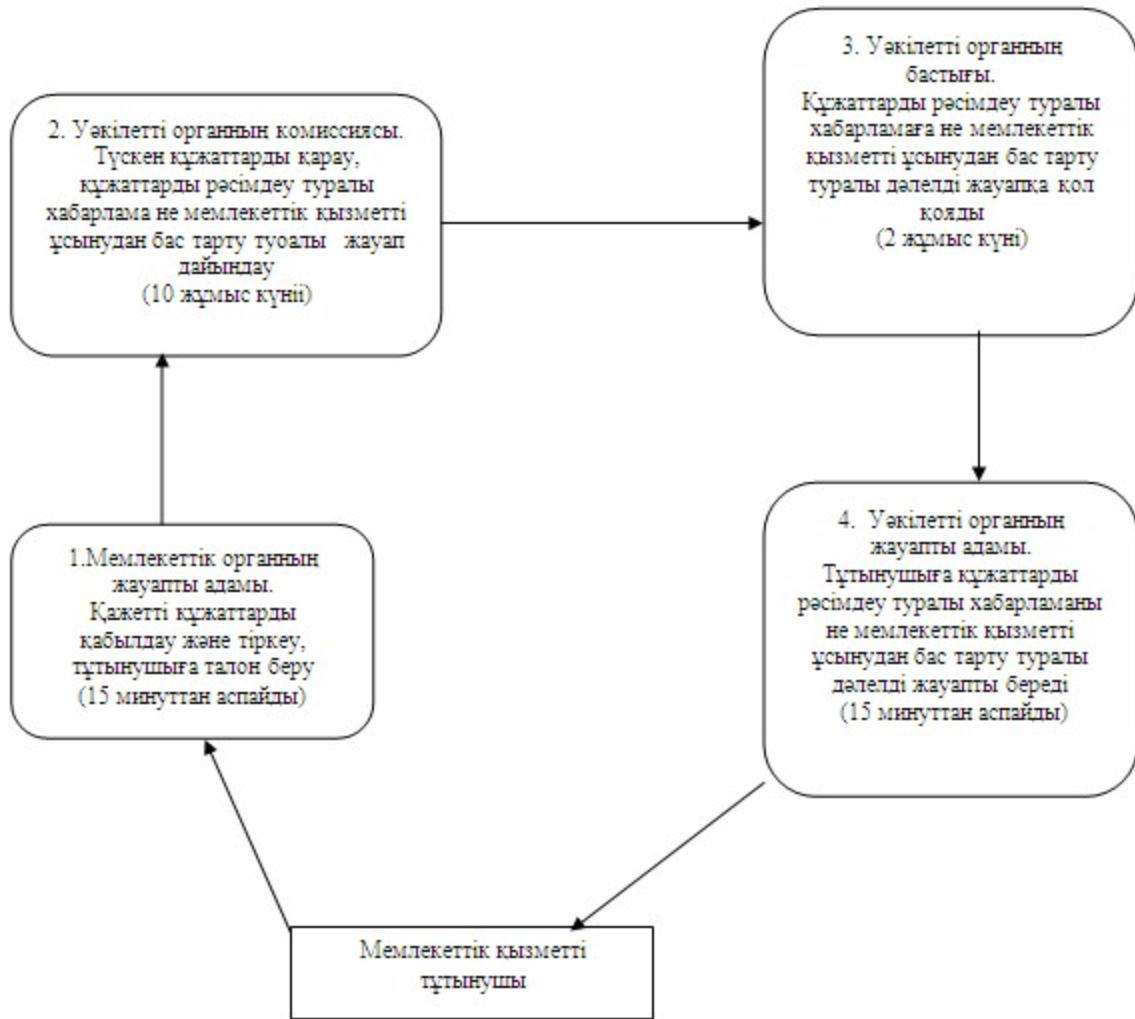 3. Уәкілетті органның
бастығы.
Құжаттарды рәсімдеу туралы
хабарламаға не мемлекеттік
қызметті ұсынудан бас тарту
туралы дәлелді жауапқа қол
қояды
(2 жұмыс күні)
2. Уәкілетті органның комиссиясы.
Түскен құжаттарды қарау,
құжаттарды рәсімдеу туралы
хабарлама не мемлекеттік қызметті
ұсынудан бас тарту туоалы жауап
дайындау
(10 жұмыс күніі)
1.Мемлекеттік органның
жауапты адамы.
Қажетті құжаттарды
қабылдау және тіркеу,
тұтынушыға талон беру
(15 минуттан аспайды)
4. Уәкілетті органның
жауапты адамы.
Тұтынушыға құжаттарды
рәсімдеу туралы хабарламаны
не мемлекеттік қызметті
ұсынудан бас тарту туралы
дәлелді жауапты береді
(15 минуттан аспайды)
Мемлекеттік қызметті
тұтынушы